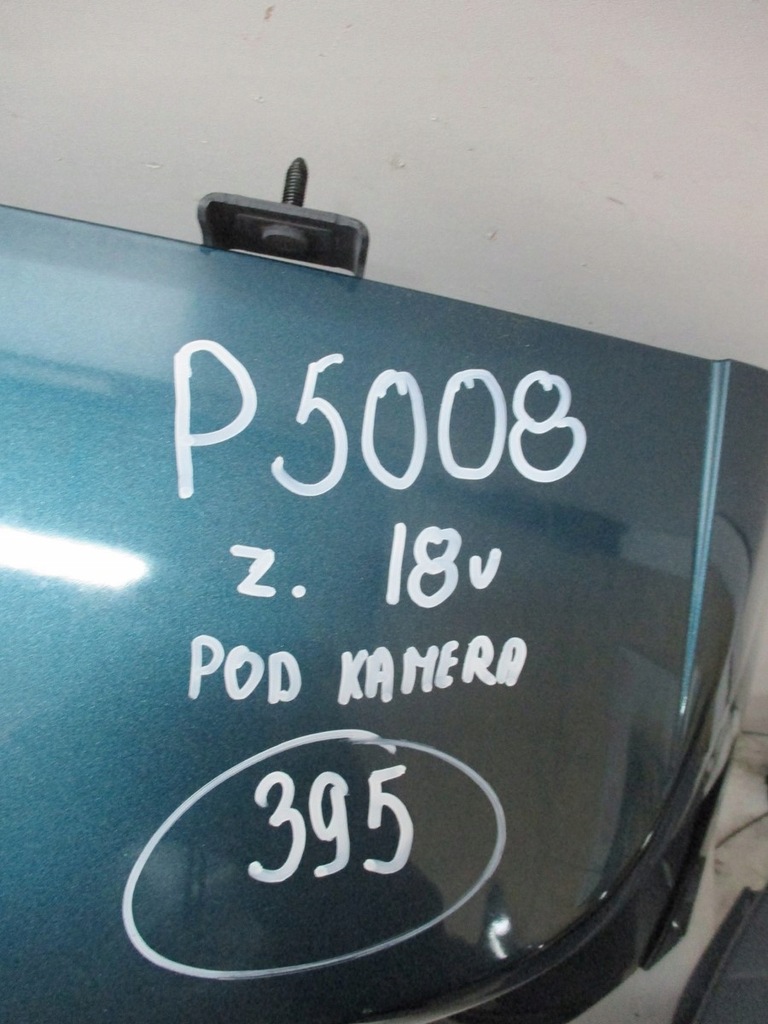 P5008
z. 18v
POD KAMERA
395